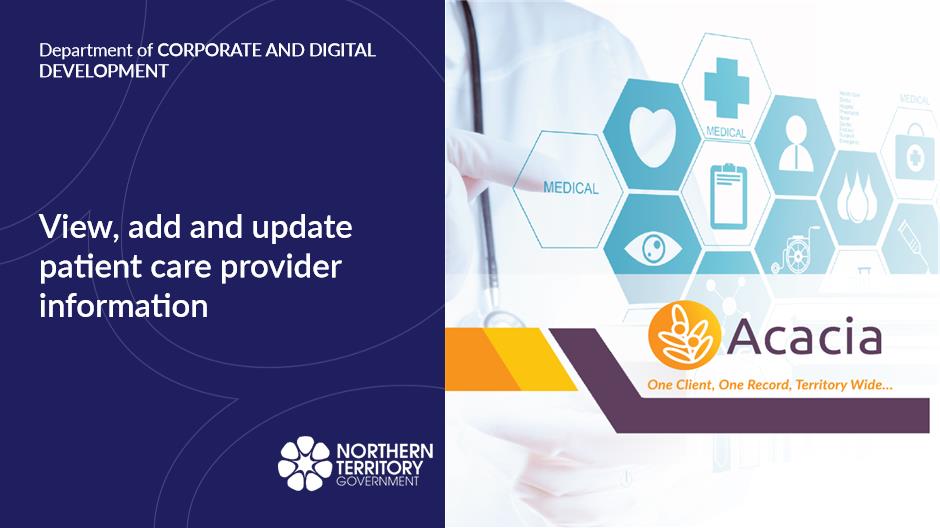 Department of CORPORATE AND DIGITAL
DEVELOPMENT
View, add and update
patient care provider
information
NORTHERN
TERRITORY
GOVERNMENT
MEDICAL
MEDICAL
MEDICAL
Acacia
One Client, One Record, Territory Wide...